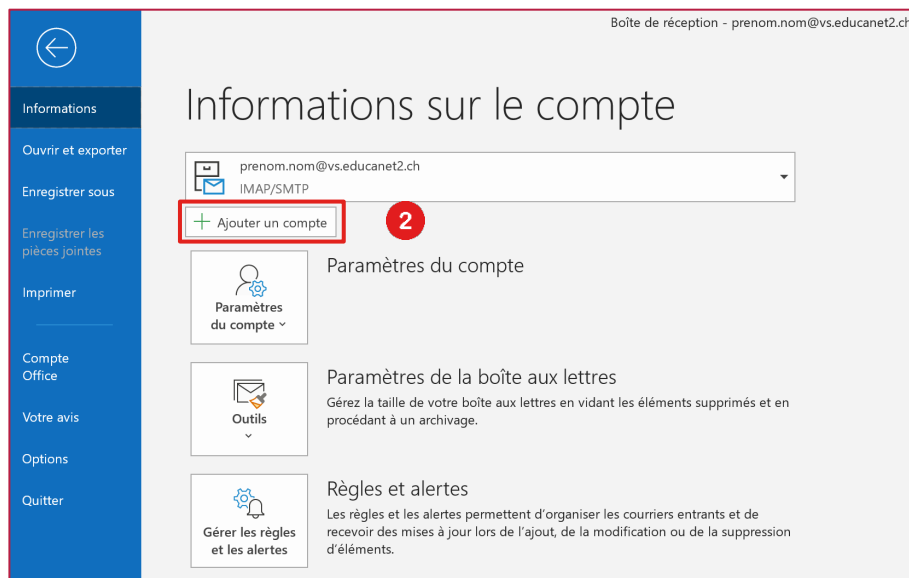 Boîte de réception - prenom.nom@vs.educanet2.ch
Informations
Ouvrir et exporter
Enregistrer sous
Enregistrer les
pièces jointes
Imprimer
Compte
Office
Votre avis
Options
Quitter
Informations sur le compte
prenom.nom@vs.educanet2.ch
IMAP/SMTP
Ajouter un compte
2
Paramètres
du compte
Paramètres du compte
Outils
Paramètres de la boîte aux lettres
Gérez la taille de votre boîte aux lettres en vidant les éléments supprimés et en
procédant à un archivage.
Gérer les règles
et les alertes
Règles et alertes
Les règles et les alertes permettent d'organiser les courriers entrants et de
recevoir des mises à jour lors de l'ajout, de la modification ou de la suppression
d'éléments.